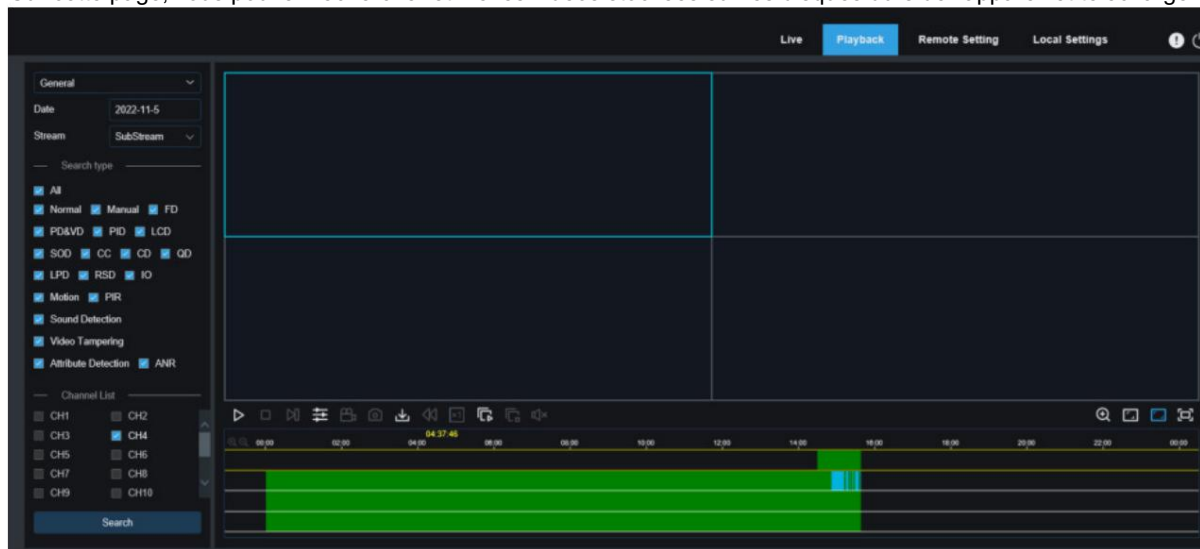 Live Playback Remote Setting Local Settings
General
Date 2022-11-5
Stream SubStream
Search type
All
Normal Manual FD
PD&VD PID LCD
SOD CC CD QD
LPD RSD IO
Motion PIR
Sound Detection
Video Tampering
Attribute Detection ANR
Channel List
CH1 CH2
CH3 CH4
CH5 CH6
CH7 CH8
CH9 CH10
Search
04:37:46
00:00 02:00 04:00 06:00 08:00 10:00 12:00 14:00 16:00 18:00 20:00 22:00 00:00